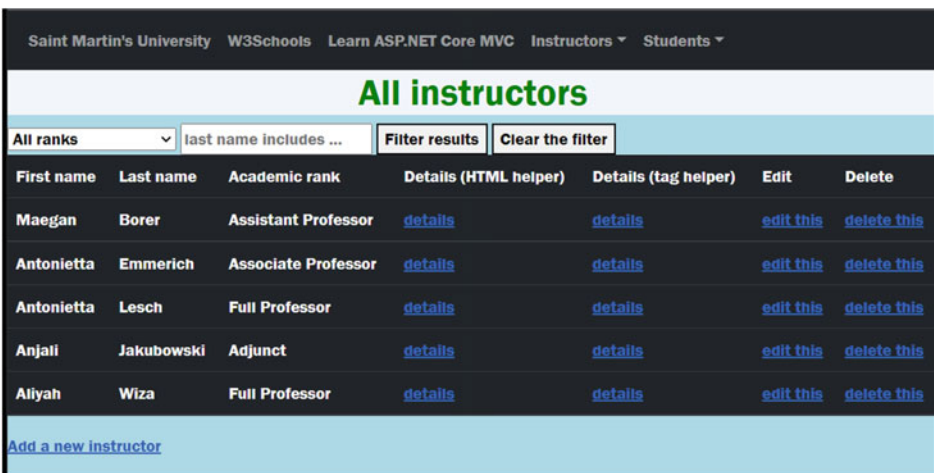 Saint Martin's University W3Schools Learn ASP.NET Core MVC Instructors Students
All instructors
All ranks last name includes ... Filter results Clear the filter
First name Last name Academic rank Details (HTML helper) Details (tag helper) Edit Delete
Maegan Borer Assistant Professor details details edit this delete this
Antonietta Emmerich Associate Professor details details edit this delete this
Antonietta Lesch Full Professor details details edit this delete this
Anjali Jakubowski Adjunct details details edit this delete this
Aliyah Wiza Full Professor details details edit this delete this
Add a new instructor